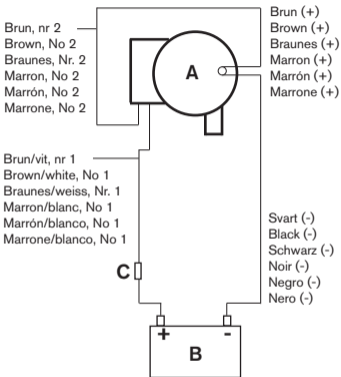 Brun, nr 2
Brown, No 2
Braunes, Nr. 2
Marron, No 2
Marrón, No 2
Marrone, No 2
Brun (+)
Brown (+)
Braunes (+)
Marron (+)
Marrón (+)
Marrone (+)
A
Brun/vit, nr 1
Brown/white, No 1
Braunes/weiss, Nr. 1
Marron/blanc, No 1
Marrón/blanco, No 1
Marrone/blanco, No 1
Svart (-)
Black (-)
Schwarz (-)
Noir (-)
Negro (-)
Nero (-)
C
+ -
B